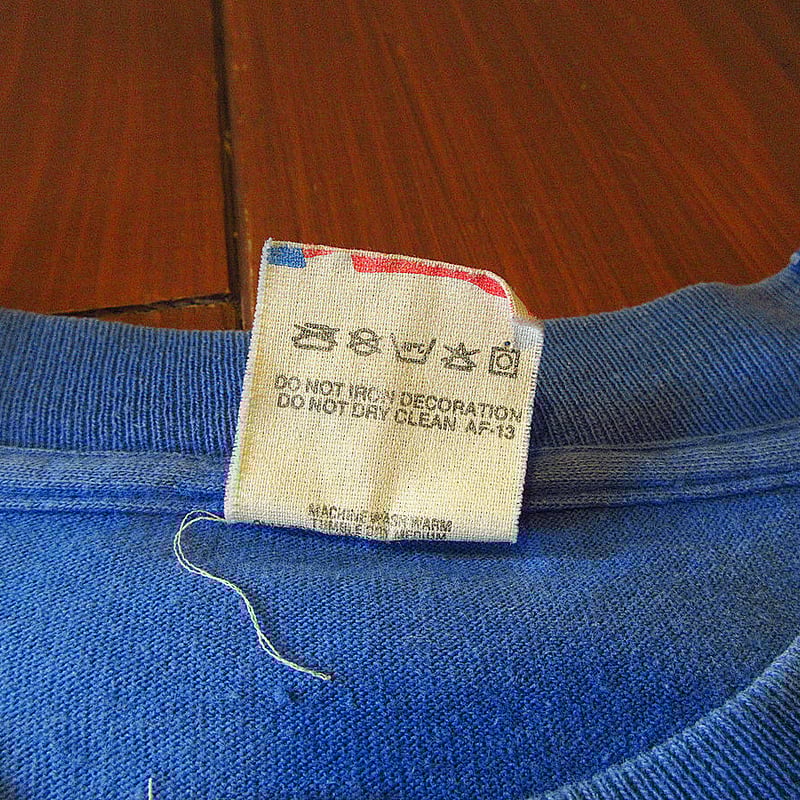 DO NOT IRON DECORATION
DO NOT DRY CLEAN AF-13
MACHINE WASH WARM
TUMBLE DRY MEDIUM